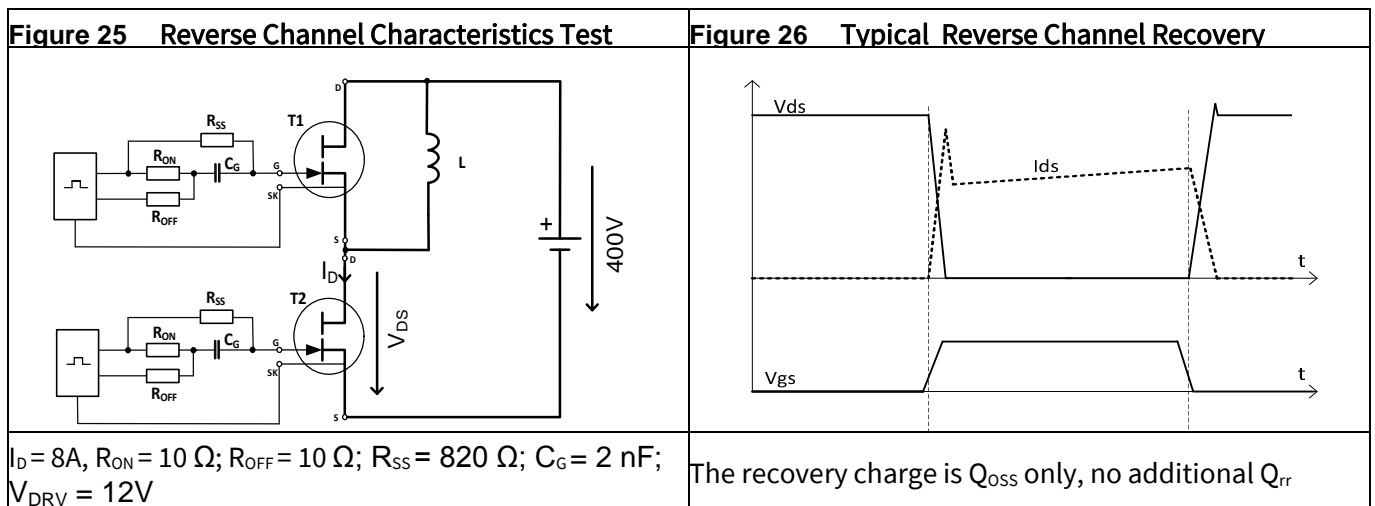 Figure 25 Reverse Channel Characteristics Test
Figure 26 Typical Reverse Channel Recovery
D
RSS
T1
RON
CG
G
L
SK
ROFF
S
D
ID
+
400V
RSS
T2
VDS
RON
CG
G
SK
ROFF
S
Vds
Ids
t
Vgs
t
ID = 8A, RON = 10 Ω; ROFF = 10 Ω; RSS = 820 Ω; CG = 2 nF;
VDRV = 12V
The recovery charge is QOSS only, no additional Qrr